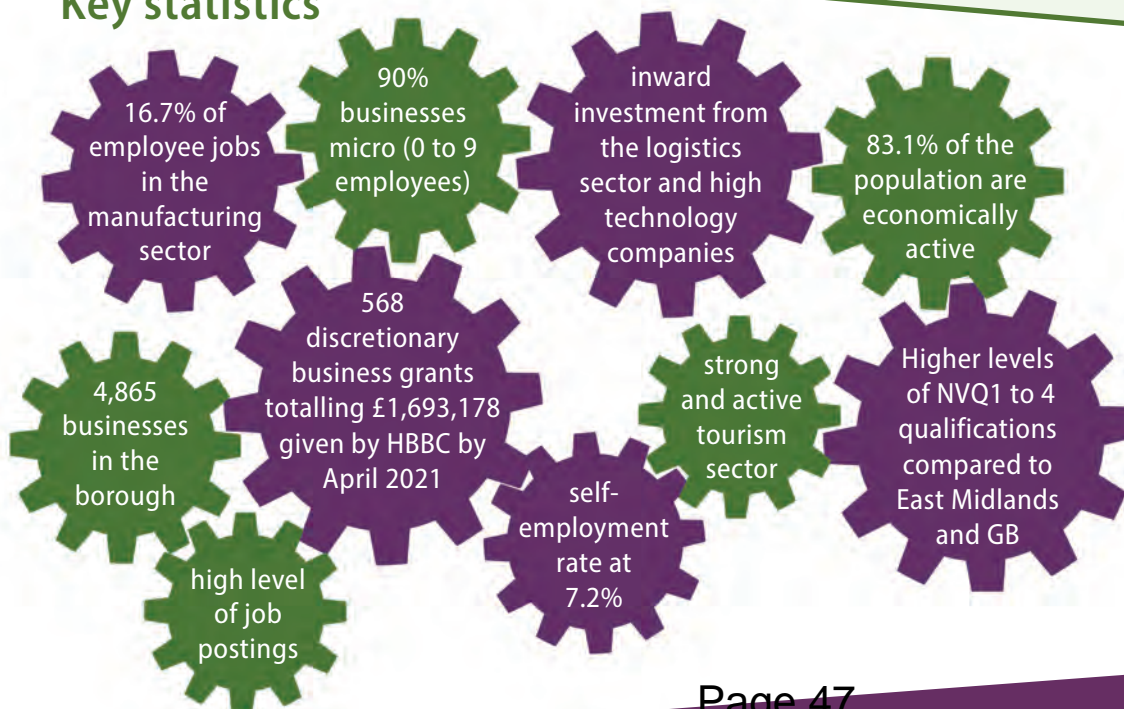 Key statistics
16.7% of
employee jobs
in the
manufacturing
sector
90%
businesses
micro (0 to 9
employees)
inward
investment from
the logistics
sector and high
technology
companies
83.1% of the
population are
economically
active
4,865
businesses
in the
borough
568
discretionary
business grants
totalling £1,693,178
given by HBBC by
April 2021
strong
and active
tourism
sector
Higher levels
of NVQ1 to 4
qualifications
compared to
East Midlands
and GB
high level
of job
postings
self-
employment
rate at
7.2%
Page 47